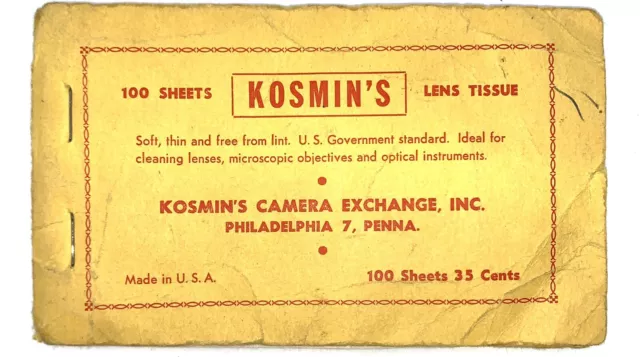 100 SHEETS KOSMIN'S LENS TISSUE
Soft, thin and free from lint. U. S. Government standard. Ideal for
cleaning lenses, microscopic objectives and optical instruments.
KOSMIN'S CAMERA EXCHANGE, INC.
PHILADELPHIA 7, PENNA.
Made in U. S. A. 100 Sheets 35 Cents